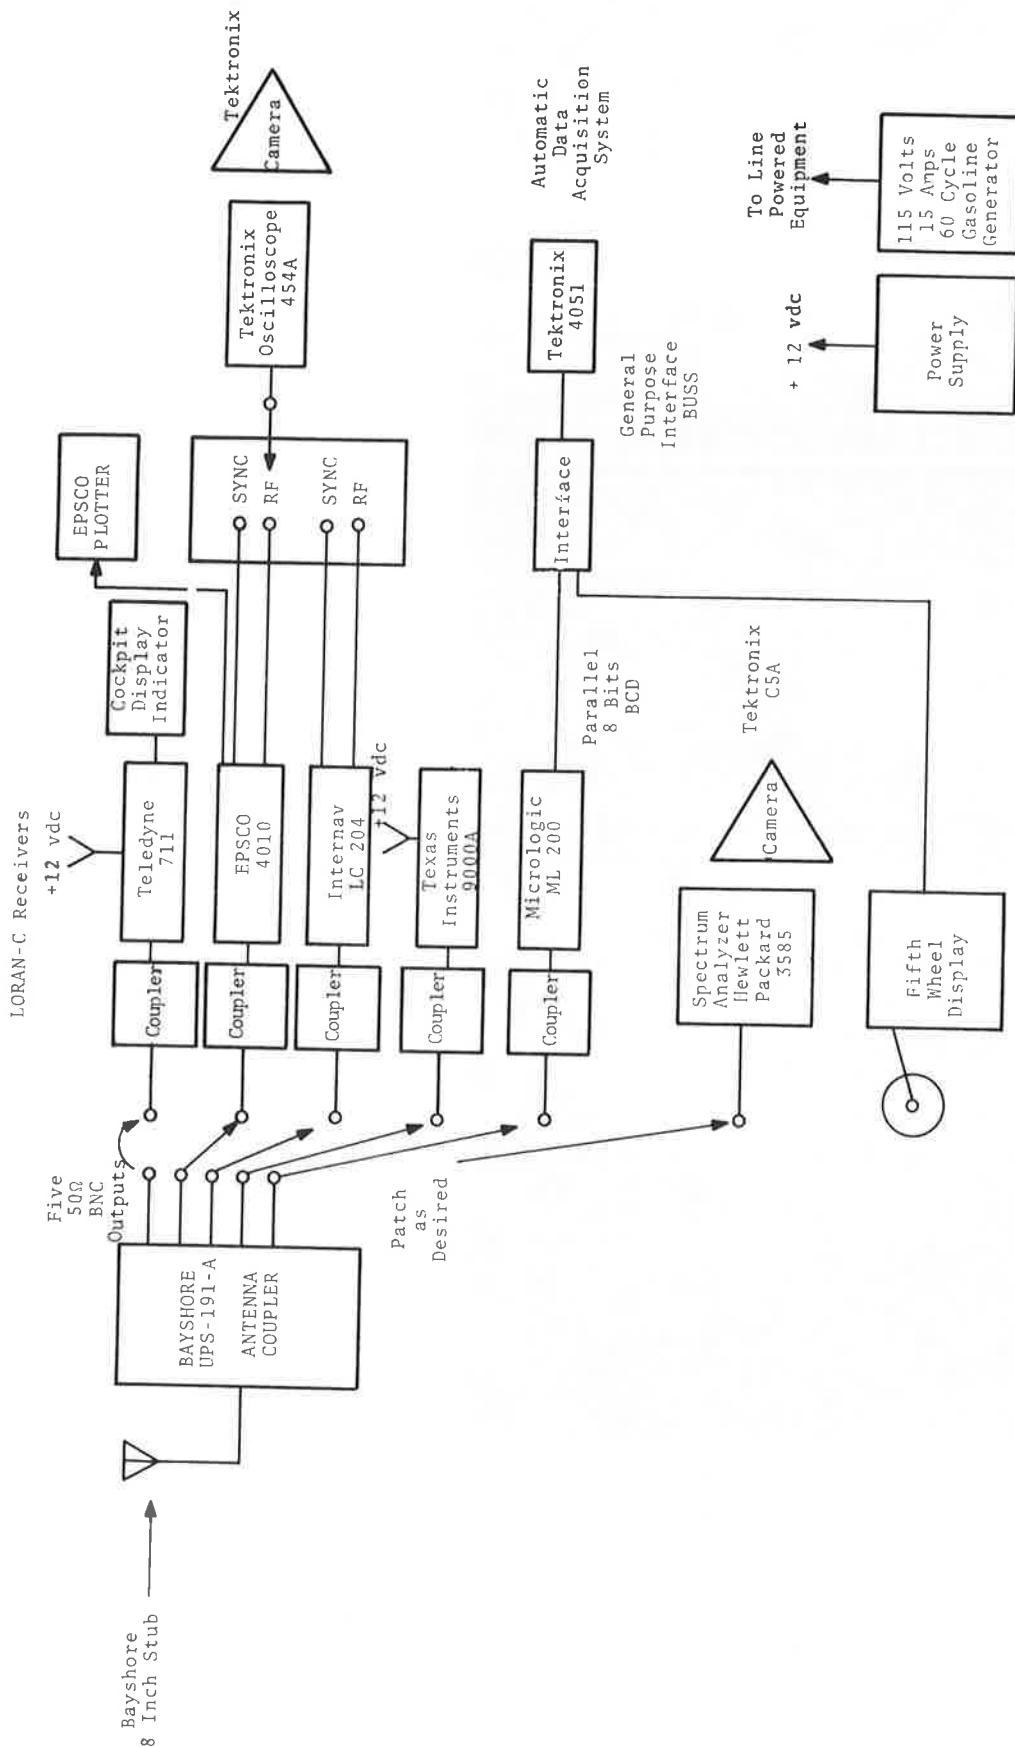 LORAN-C Receivers
Bayshore
8 Inch Stub
BAYSHORE
UPS-191-A
ANTENNA
COUPLER
Five
50Ω
BNC
Outputs
Patch
as
Desired
Coupler
Coupler
Coupler
Coupler
Coupler
+12 vdc
Teledyne
711
Cockpit
Display
Indicator
EPSCO
4010
EPSCO
PLOTTER
Internav
LC 204
+12 vdc
Texas
Instruments
9000A
Micrologic
ML 200
SYNC
RF
SYNC
RF
Tektronix
Oscilloscope
454A
Tektronix
Camera
Parallel
8 Bits
BCD
Interface
General
Purpose
Interface
BUSS
Tektronix
4051
Automatic
Data
Acquisition
System
Spectrum
Analyzer
Hewlett
Packard
3585
Camera
Tektronix
C5A
Fifth
Wheel
Display
+ 12 vdc
Power
Supply
To Line
Powered
Equipment
115 Volts
15 Amps
60 Cycle
Gasoline
Generator